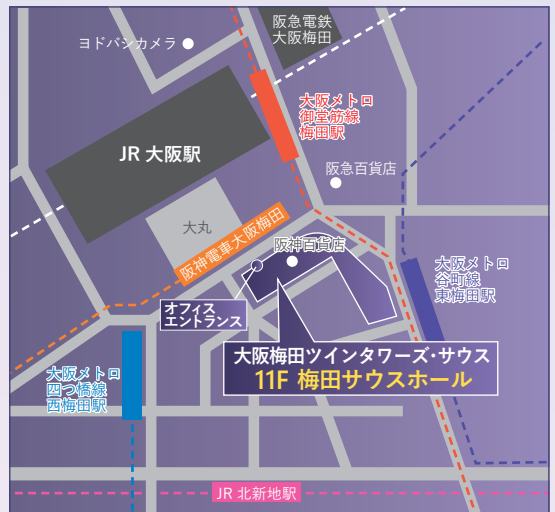 阪急電鉄
大阪梅田
ヨドバシカメラ
大阪メトロ
御堂筋線
梅田駅
JR 大阪駅
阪急百貨店
大丸
阪神電車大阪梅田
阪神百貨店
大阪メトロ
谷町線
東梅田駅
オフィス
エントランス
大阪梅田ツインタワーズ・サウス
11F 梅田サウスホール
大阪メトロ
四つ橋線
西梅田駅
JR 北新地駅